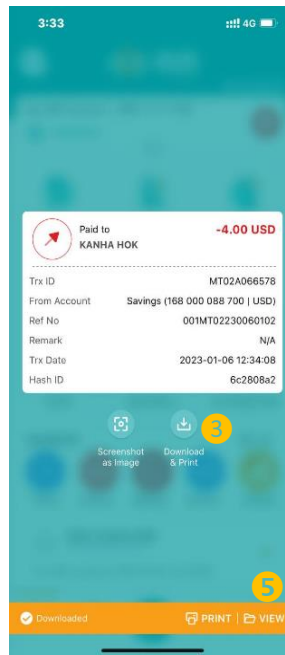 3:33 4G
Paid to -4.00 USD
KANHA HOK
Trx ID MT02A066578
From Account Savings (168 000 088 700 | USD)
Ref No 001MT02230060102
Remark N/A
Trx Date 2023-01-06 12:34:08
Hash ID 6c2808a2
3
Screenshot as Image
Download & Print
5
Downloaded PRINT | VIEW